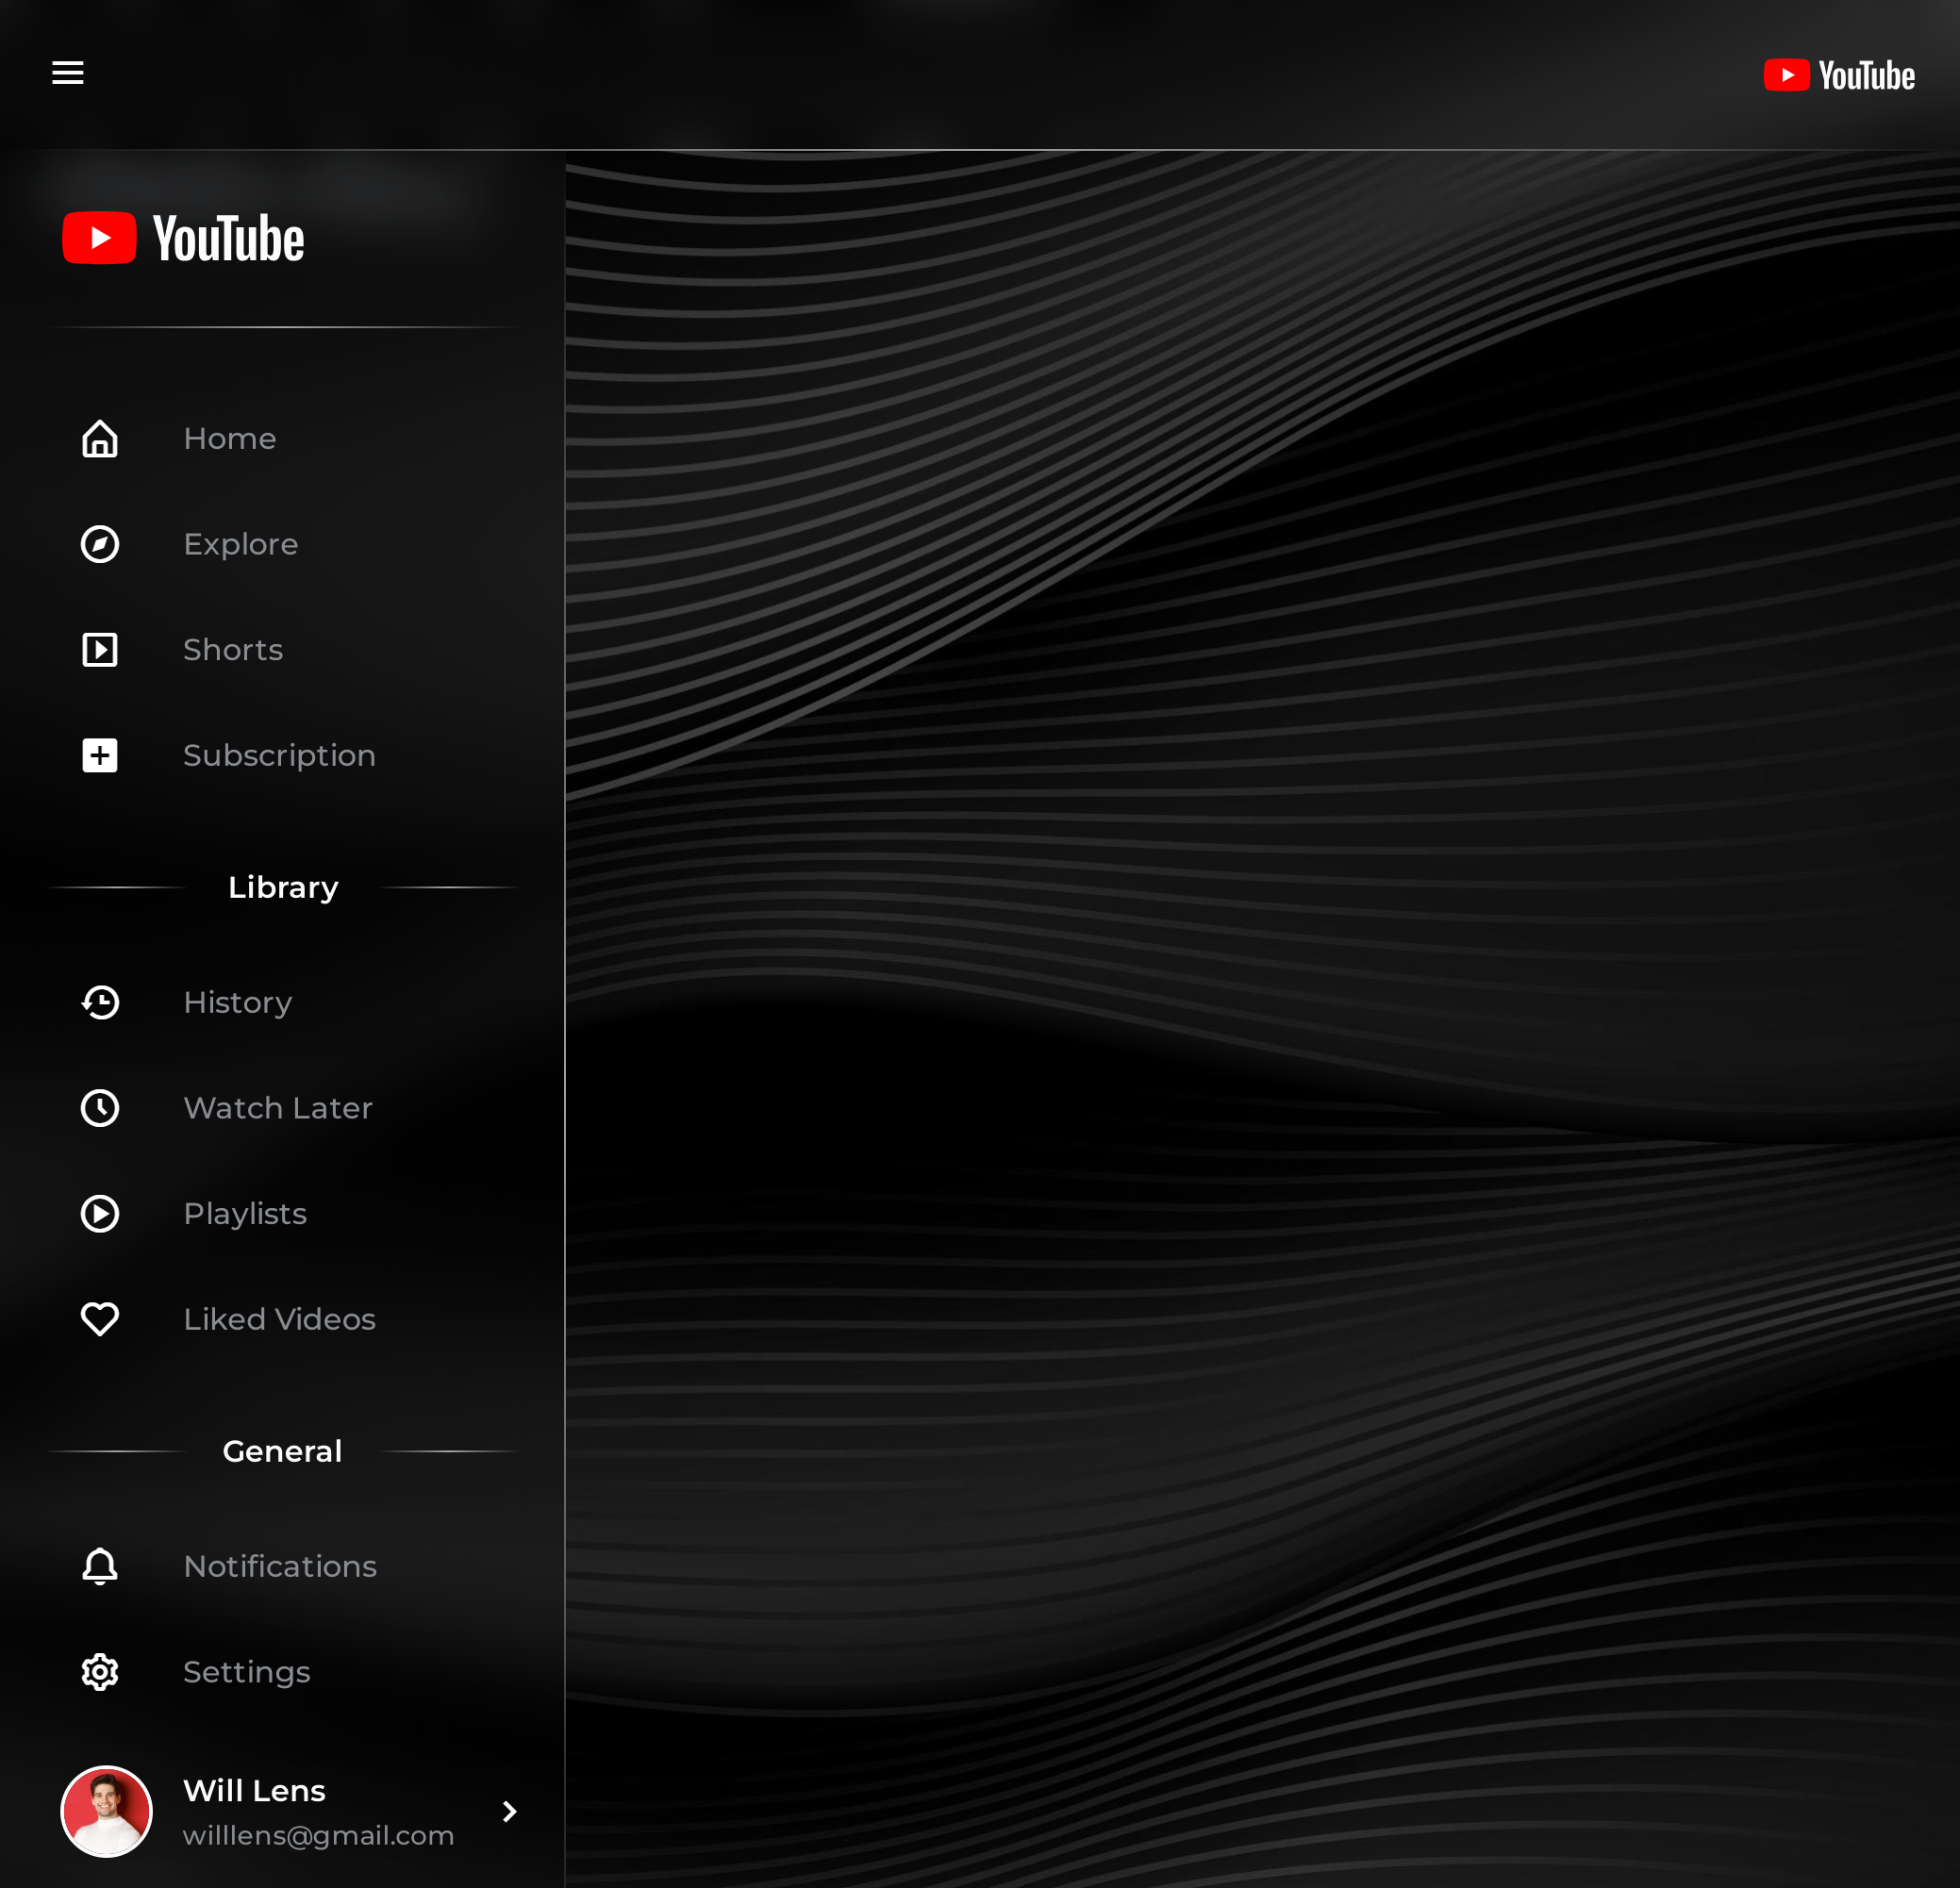 YouTube
YouTube
Home
Explore
Shorts
Subscription
Library
History
Watch Later
Playlists
Liked Videos
General
Notifications
Settings
Will Lens
willlens@gmail.com